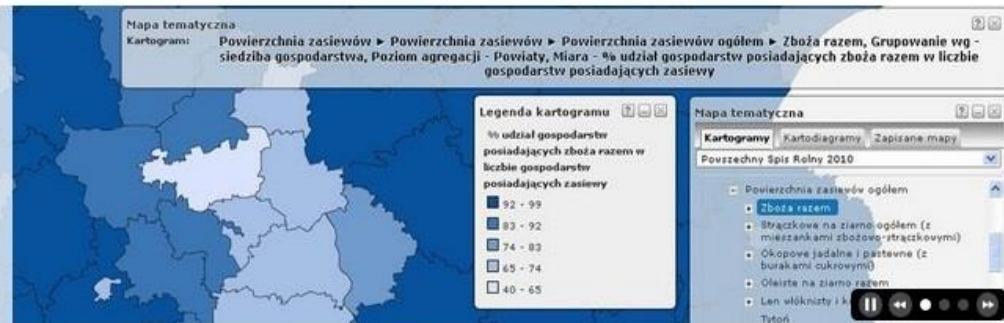 Mapa tematyczna
Kartogram: Powierzchnia zasiewów ► Powierzchnia zasiewów ► Powierzchnia zasiewów ogółem ► Zboża razem, Grupowanie wg -
siedziba gospodarstwa, Poziom agregacji - Powiaty, Miara - % udział gospodarstw posiadających zboża razem w liczbie
gospodarstw posiadających zasiewy
Legenda kartogramu
% udział gospodarstw
posiadających zboża razem w
liczbie gospodarstw
posiadających zasiewy
92 - 99
83 - 92
74 - 83
65 - 74
40 - 65
Mapa tematyczna
Kartogramy Kartodiagramy Zapisane mapy
Powszechny Spis Rolny 2010
Powierzchnia zasiewów ogółem
Zboża razem
Strączkowe na ziarno ogółem (z
mieszankami zbożowo-strączkowymi)
Okopowe jadalne i pastewne (z
burakami cukrowymi)
Oleiste na ziarno razem
Len włóknisty i
Tytoń